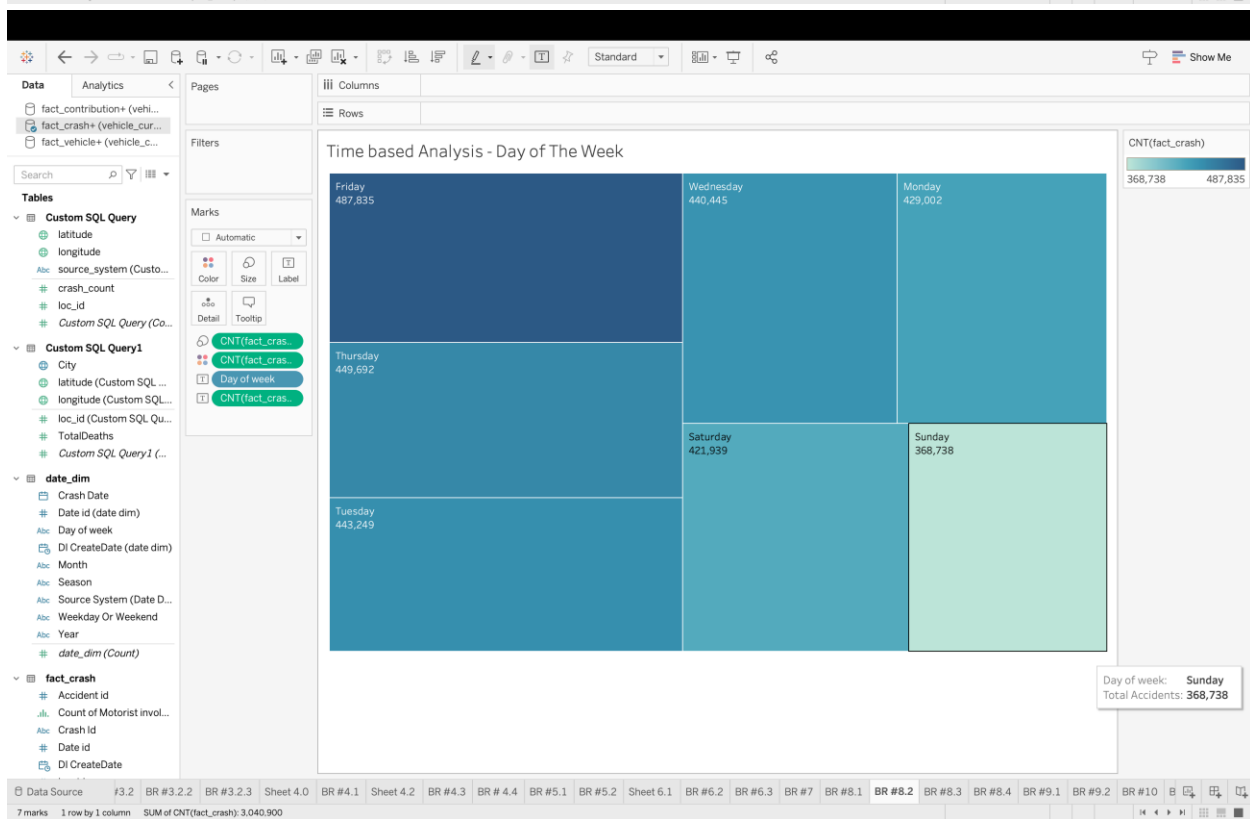 Standard
Show Me
Data
Analytics
Pages
Columns
fact_contribution+ (vehi...
fact_crash+ (vehicle_cur...
fact_vehicle+ (vehicle_c...
Rows
Filters
Search
Tables
Custom SQL Query
latitude
longitude
Abc source_system (Custo...
# crash_count
# loc_id
# Custom SQL Query (Co...
Custom SQL Query1
City
latitude (Custom SQL ...
longitude (Custom SQL...
# loc_id (Custom SQL Qu...
# TotalDeaths
# Custom SQL Query1 (...
date_dim
Crash Date
# Date id (date dim)
Abc Day of week
DI CreateDate (date dim)
Abc Month
Abc Season
Abc Source System (Date D...
Abc Weekday Or Weekend
Abc Year
# date_dim (Count)
fact_crash
# Accident id
Count of Motorist invol...
Abc Crash Id
# Date id
DI CreateDate
Marks
Automatic
Color Size Label
Detail Tooltip
CNT(fact_cras..
CNT(fact_cras..
Day of week
CNT(fact_cras..
Time based Analysis - Day of The Week
Friday
487,835
Thursday
449,692
Tuesday
443,249
Wednesday
440,445
Monday
429,002
Saturday
421,939
Sunday
368,738
CNT(fact_crash)
368,738 487,835
Day of week: Sunday
Total Accidents: 368,738
Data Source #3.2 BR #3.2.2 BR #3.2.3 Sheet 4.0 BR #4.1 Sheet 4.2 BR #4.3 BR # 4.4 BR #5.1 BR #5.2 Sheet 6.1 BR #6.2 BR #6.3 BR #7 BR #8.1 BR #8.2 BR #8.3 BR #8.4 BR #9.1 BR #9.2 BR #10 B
7 marks 1 row by 1 column SUM of CNT(fact_crash): 3,040,900